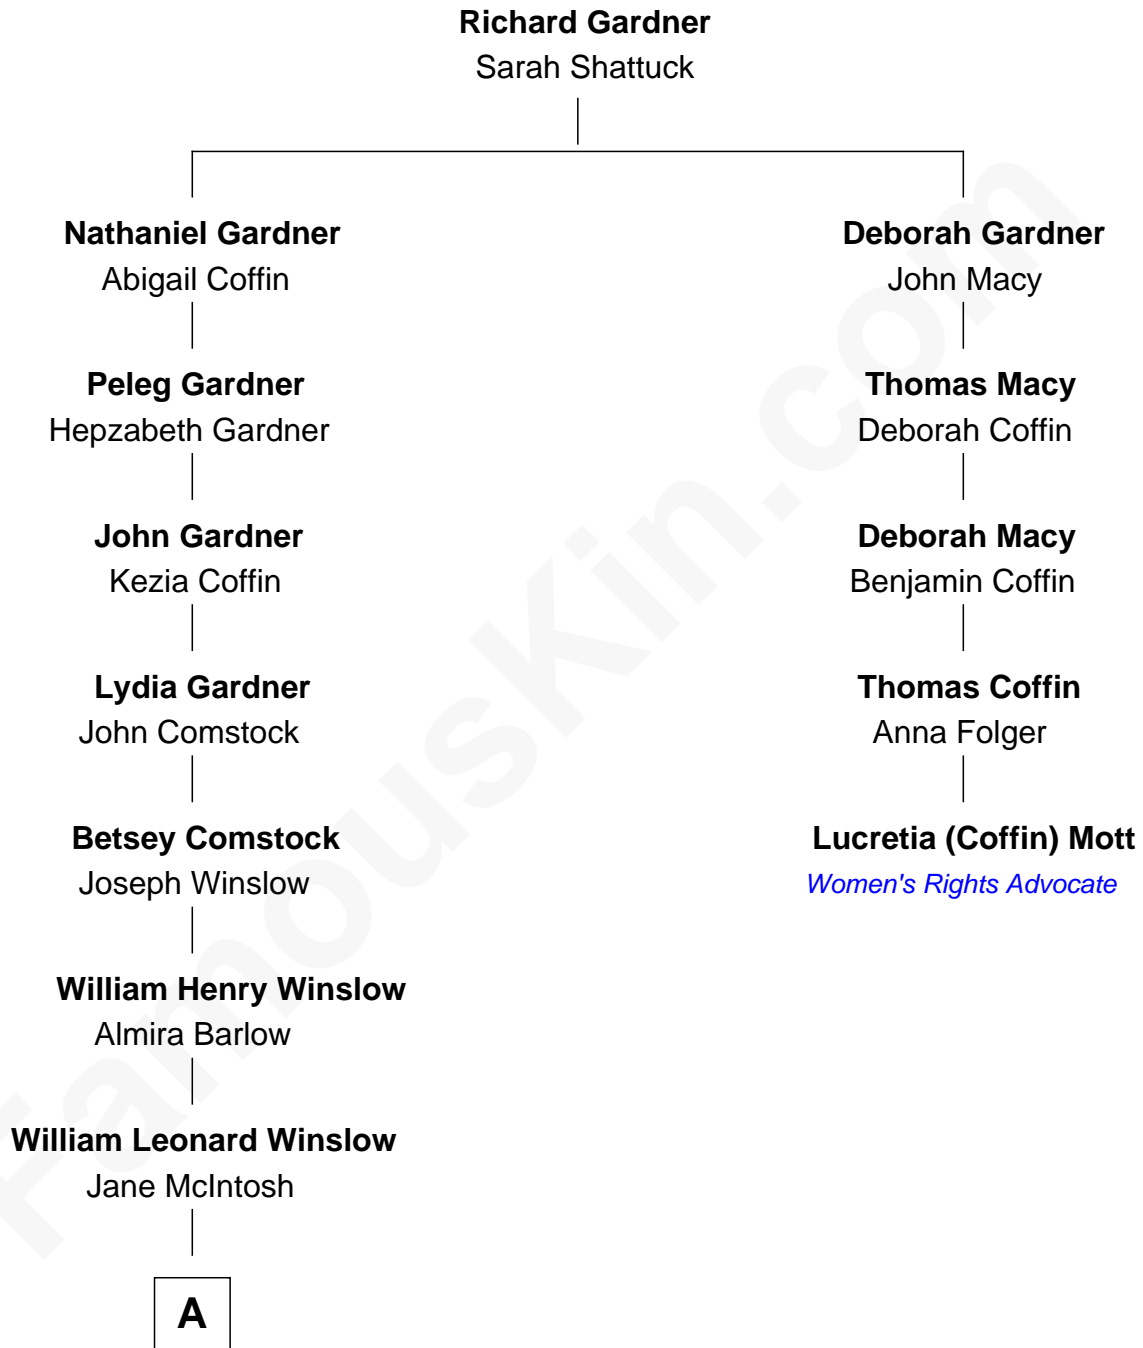 Richard Gardner
Sarah Shattuck
Nathaniel Gardner
Abigail Coffin
Peleg Gardner
Hepzabeth Gardner
John Gardner
Kezia Coffin
Lydia Gardner
John Comstock
Betsey Comstock
Joseph Winslow
William Henry Winslow
Almira Barlow
William Leonard Winslow
Jane McIntosh
A
Deborah Gardner
John Macy
Thomas Macy
Deborah Coffin
Deborah Macy
Benjamin Coffin
Thomas Coffin
Anna Folger
Lucretia (Coffin) Mott
Women's Rights Advocate
FamousKin.com